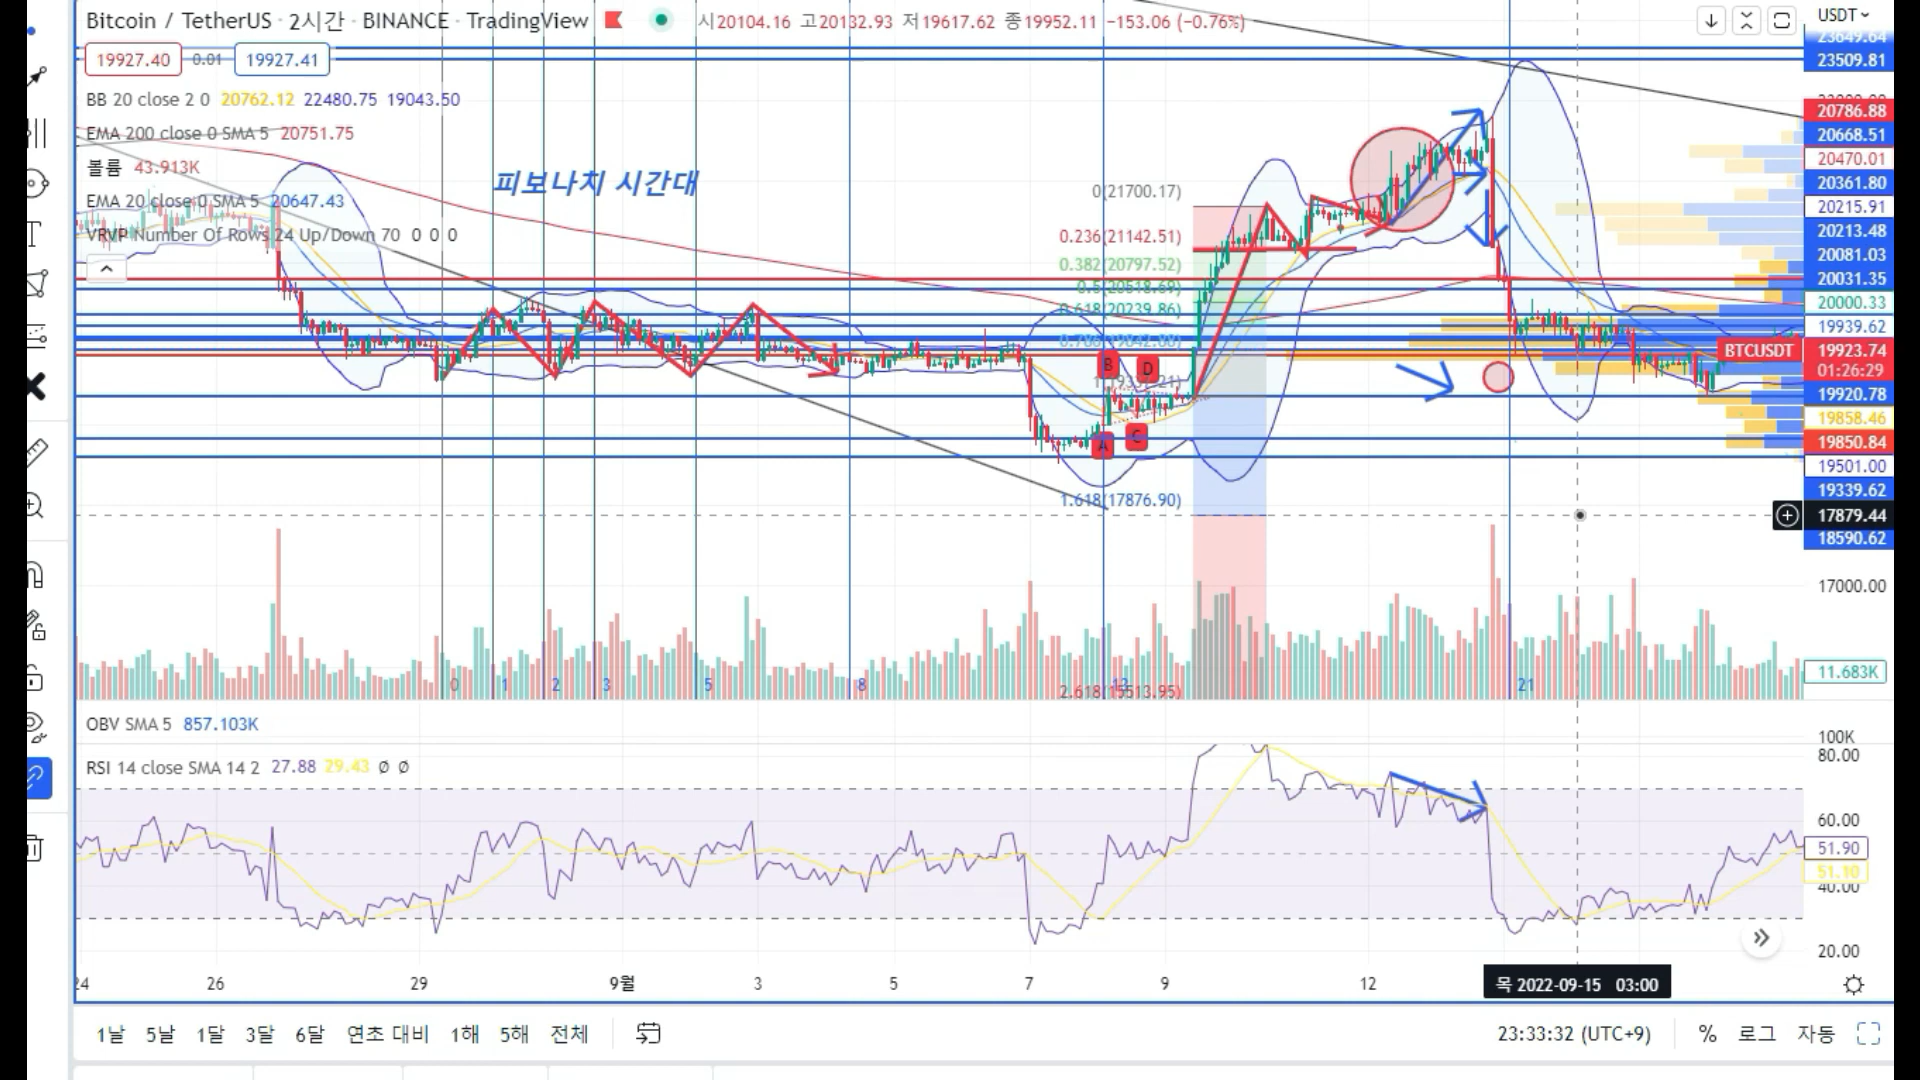 Bitcoin / TetherUS · 2시간 · BINANCE · TradingView
시20104.16 고20132.93 저19617.62 종19952.11 −153.06 (−0.76%)
USDT
19927.40 0.01 19927.41
BB 20 close 2 0 20762.12 22480.75 19043.50
EMA 200 close 0 SMA 5 20751.75
볼륨 43.913K
EMA 20 close 0 SMA 5 20647.43
VRVP Number Of Rows 24 Up/Down 70 0 0 0
피보나치 시간대
0(21700.17)
0.236(21142.51)
0.382(20797.52)
0.5(20518.69)
0.618(20239.86)
B D
A C
1.618(17876.90)
2.618(15513.95)
0 1 2 3 5 8 13 21
23649.64
23509.81
20786.88
20668.51
20470.01
20361.80
20215.91
20213.48
20081.03
20031.35
20000.33
19939.62
BTCUSDT 19923.74
01:26:29
19920.78
19858.46
19850.84
19501.00
19339.62
17879.44
18590.62
17000.00
11.683K
OBV SMA 5 857.103K
100K
RSI 14 close SMA 14 2 27.88 29.43 Ø Ø
80.00
60.00
51.90
51.10
40.00
20.00
24 26 29 9월 3 5 7 9 12 목 2022-09-15 03:00
1날 5날 1달 3달 6달 연초 대비 1해 5해 전체
23:33:32 (UTC+9) % 로그 자동